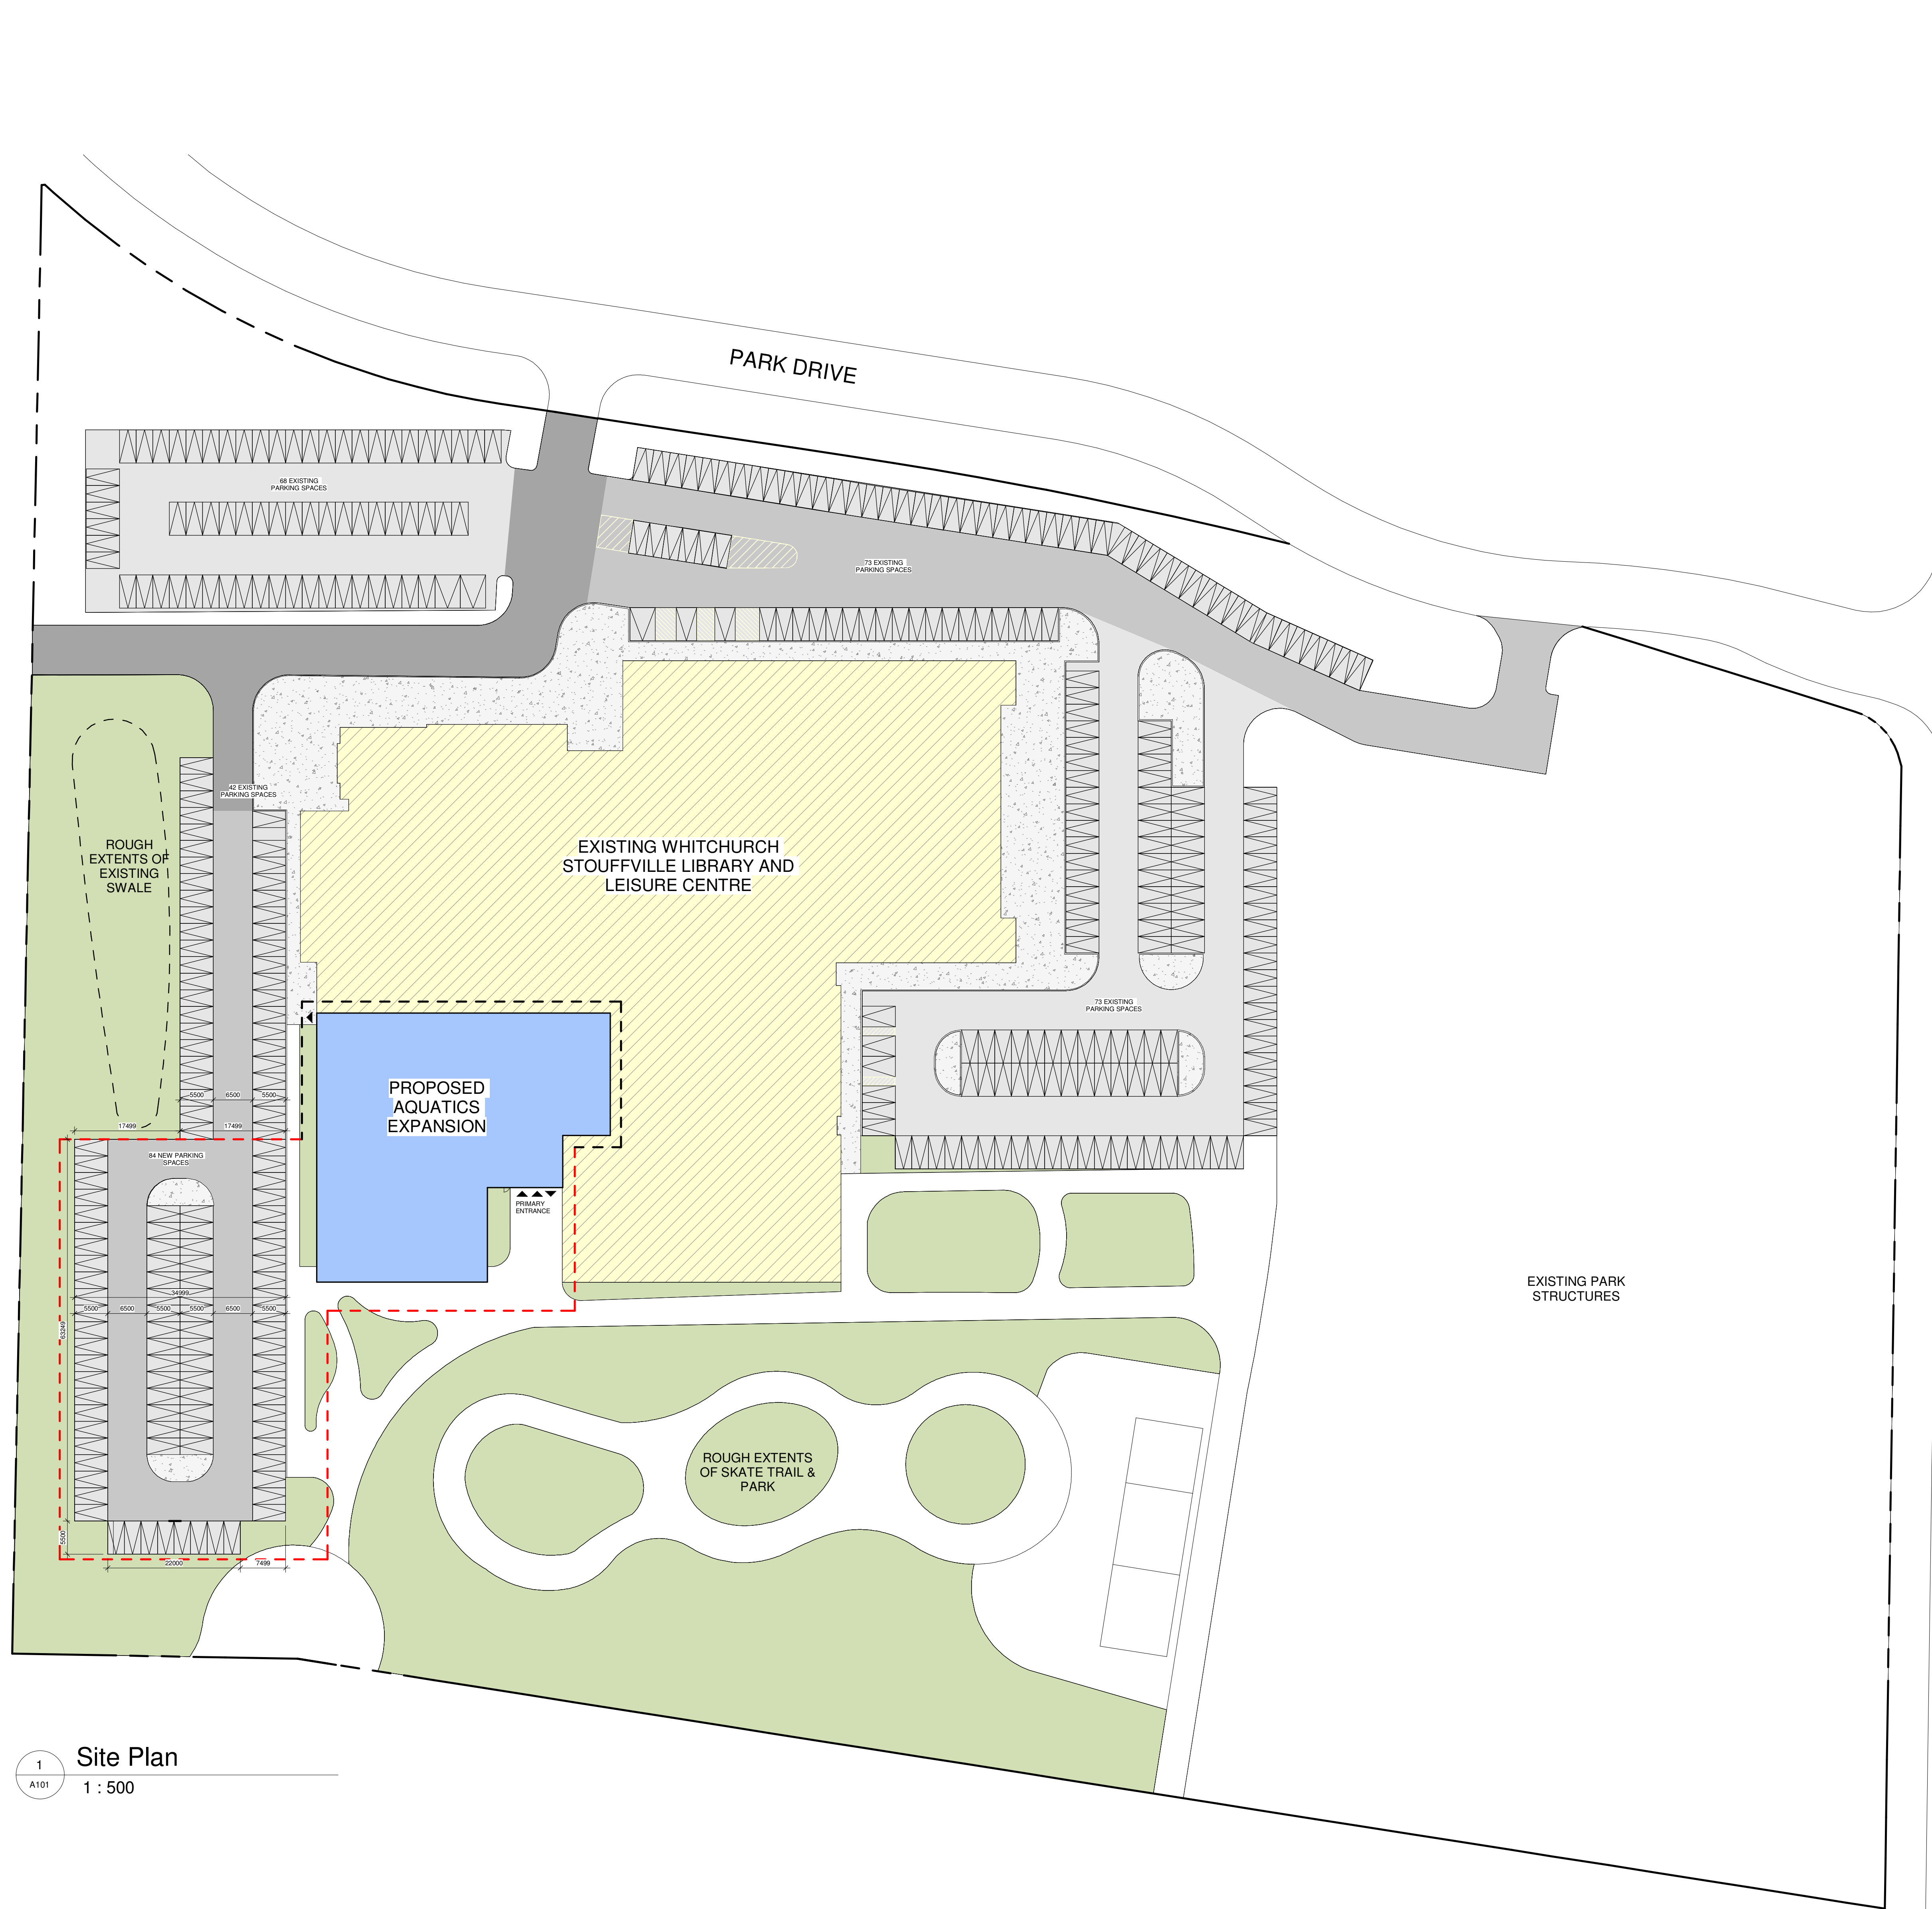 PARK DRIVE
68 EXISTING
PARKING SPACES
73 EXISTING
PARKING SPACES
42 EXISTING
PARKING SPACES
ROUGH
EXTENTS OF
EXISTING
SWALE
EXISTING WHITCHURCH
STOUFFVILLE LIBRARY AND
LEISURE CENTRE
73 EXISTING
PARKING SPACES
PROPOSED
AQUATICS
EXPANSION
5500
6500
5500
17499
17499
84 NEW PARKING
SPACES
PRIMARY
ENTRANCE
EXISTING PARK
STRUCTURES
34999
5500
6500
5500
5500
6500
5500
63249
ROUGH EXTENTS
OF SKATE TRAIL &
PARK
5500
22000
7499
1
A101
Site Plan
1 : 500